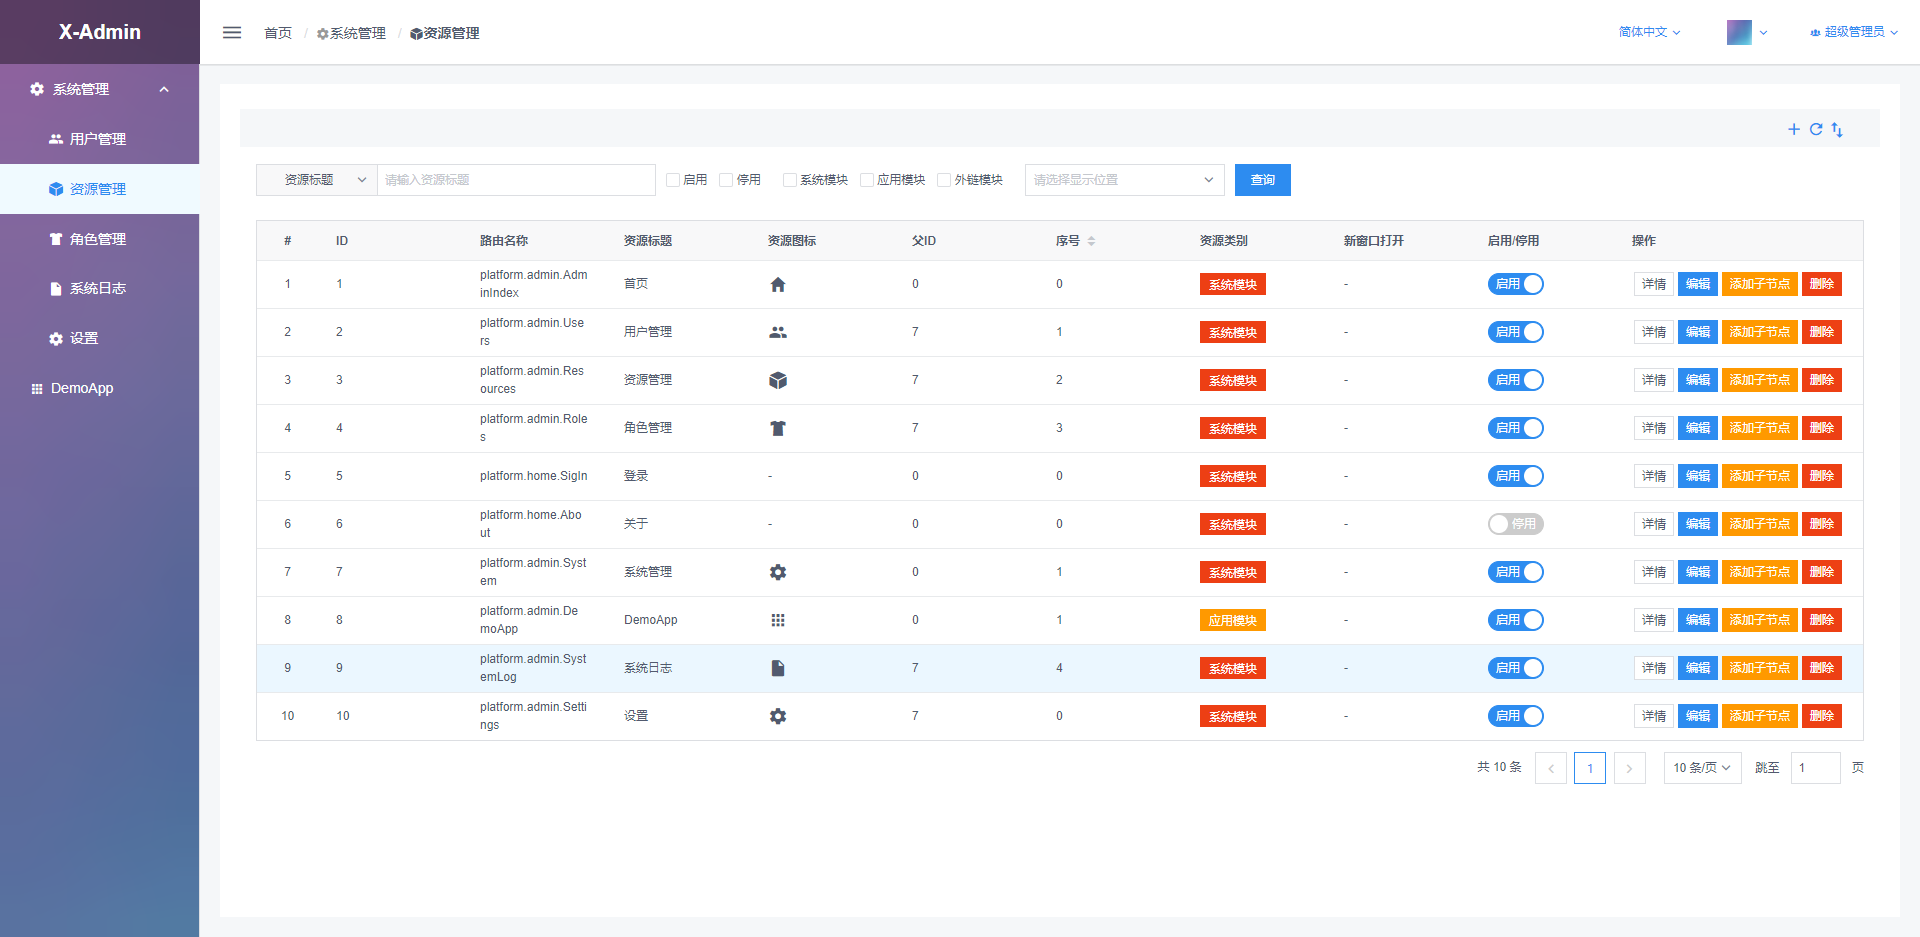 X-Admin
首页 / 系统管理 / 资源管理
简体中文
超级管理员
系统管理
用户管理
资源管理
角色管理
系统日志
设置
DemoApp
资源标题 请输入资源标题 启用 停用 系统模块 应用模块 外链模块 请选择显示位置 查询
# ID 路由名称 资源标题 资源图标 父ID 序号 资源类别 新窗口打开 启用/停用 操作
1 1 platform.admin.Adm
inIndex 首页 0 0 系统模块 - 启用 详情 编辑 添加子节点 删除
2 2 platform.admin.Use
rs 用户管理 7 1 系统模块 - 启用 详情 编辑 添加子节点 删除
3 3 platform.admin.Res
ources 资源管理 7 2 系统模块 - 启用 详情 编辑 添加子节点 删除
4 4 platform.admin.Role
s 角色管理 7 3 系统模块 - 启用 详情 编辑 添加子节点 删除
5 5 platform.home.SigIn 登录 - 0 0 系统模块 - 启用 详情 编辑 添加子节点 删除
6 6 platform.home.Abo
ut 关于 - 0 0 系统模块 - 停用 详情 编辑 添加子节点 删除
7 7 platform.admin.Syst
em 系统管理 0 1 系统模块 - 启用 详情 编辑 添加子节点 删除
8 8 platform.admin.De
moApp DemoApp 0 1 应用模块 - 启用 详情 编辑 添加子节点 删除
9 9 platform.admin.Syst
emLog 系统日志 7 4 系统模块 - 启用 详情 编辑 添加子节点 删除
10 10 platform.admin.Setti
ngs 设置 7 0 系统模块 - 启用 详情 编辑 添加子节点 删除
共 10 条 1 10 条/页 跳至 1 页